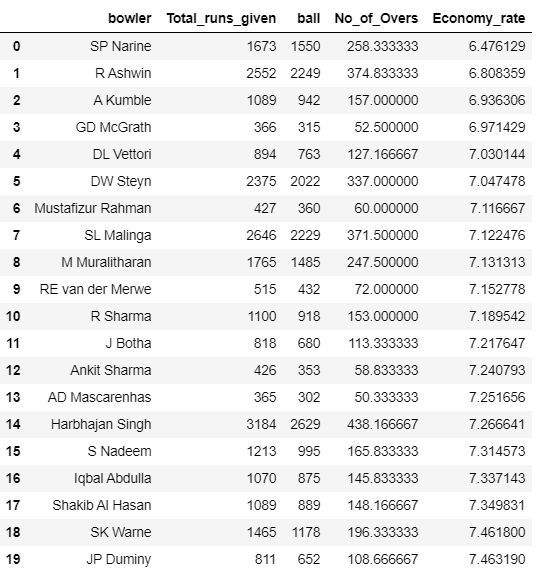 bowler Total_runs_given ball No_of_Overs Economy_rate
0 SP Narine 1673 1550 258.333333 6.476129
1 R Ashwin 2552 2249 374.833333 6.808359
2 A Kumble 1089 942 157.000000 6.936306
3 GD McGrath 366 315 52.500000 6.971429
4 DL Vettori 894 763 127.166667 7.030144
5 DW Steyn 2375 2022 337.000000 7.047478
6 Mustafizur Rahman 427 360 60.000000 7.116667
7 SL Malinga 2646 2229 371.500000 7.122476
8 M Muralitharan 1765 1485 247.500000 7.131313
9 RE van der Merwe 515 432 72.000000 7.152778
10 R Sharma 1100 918 153.000000 7.189542
11 J Botha 818 680 113.333333 7.217647
12 Ankit Sharma 426 353 58.833333 7.240793
13 AD Mascarenhas 365 302 50.333333 7.251656
14 Harbhajan Singh 3184 2629 438.166667 7.266641
15 S Nadeem 1213 995 165.833333 7.314573
16 Iqbal Abdulla 1070 875 145.833333 7.337143
17 Shakib Al Hasan 1089 889 148.166667 7.349831
18 SK Warne 1465 1178 196.333333 7.461800
19 JP Duminy 811 652 108.666667 7.463190